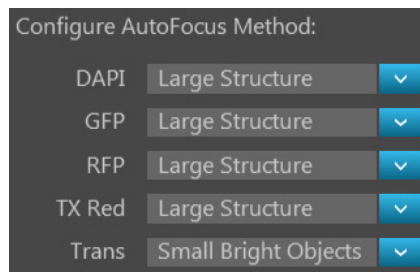 Configure AutoFocus Method:
DAPI Large Structure
GFP Large Structure
RFP Large Structure
TX Red Large Structure
Trans Small Bright Objects